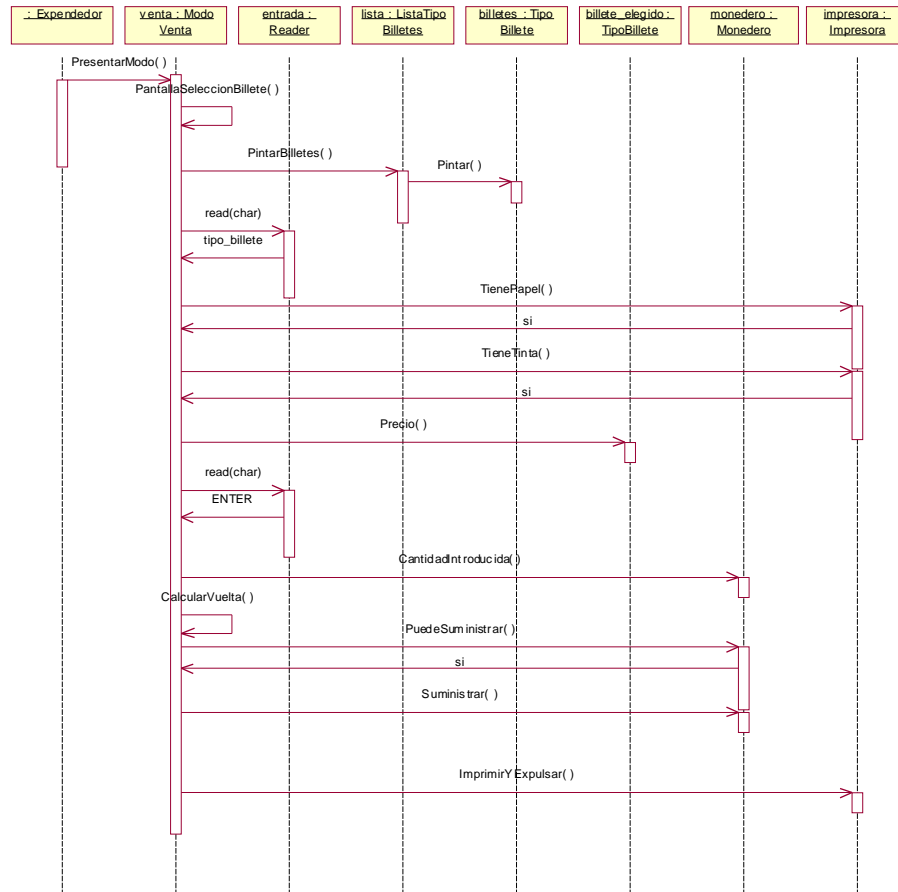 : Expendedor
venta : Modo
Venta
entrada :
Reader
lista : ListaTipo
Billetes
billetes : Tipo
Billete
billete_elegido :
TipoBillete
monedero :
Monedero
impresora :
Impresora
PresentarModo( )
PantallaSeleccionBillete( )
PintarBilletes( )
Pintar( )
read(char)
tipo_billete
TienePapel( )
si
TieneTinta( )
si
Precio( )
read(char)
ENTER
CantidadIntroducida( )
CalcularVuelta( )
PuedeSuministrar( )
si
Suministrar( )
ImprimirYExpulsar( )